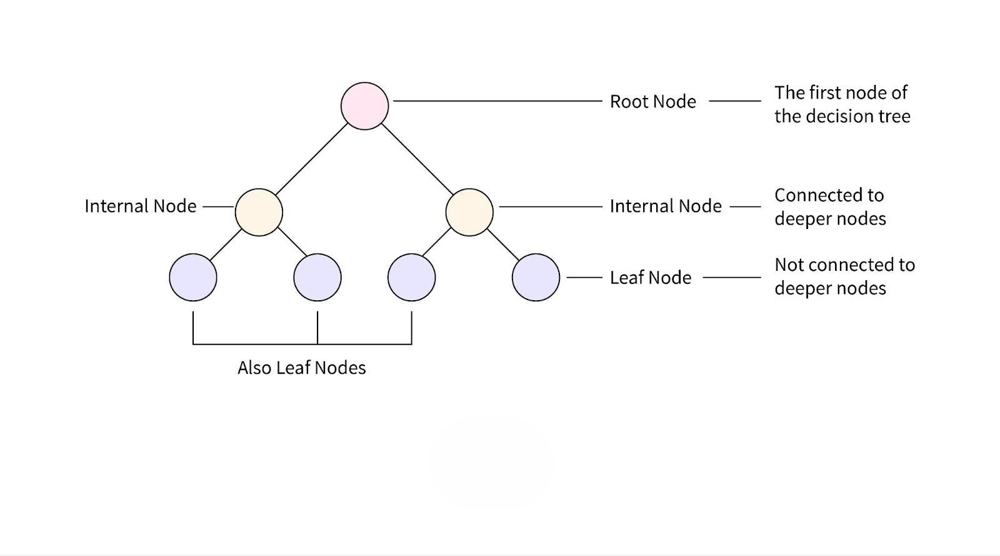 Root Node
The first node of
the decision tree
Internal Node
Internal Node
Connected to
deeper nodes
Leaf Node
Not connected to
deeper nodes
Also Leaf Nodes